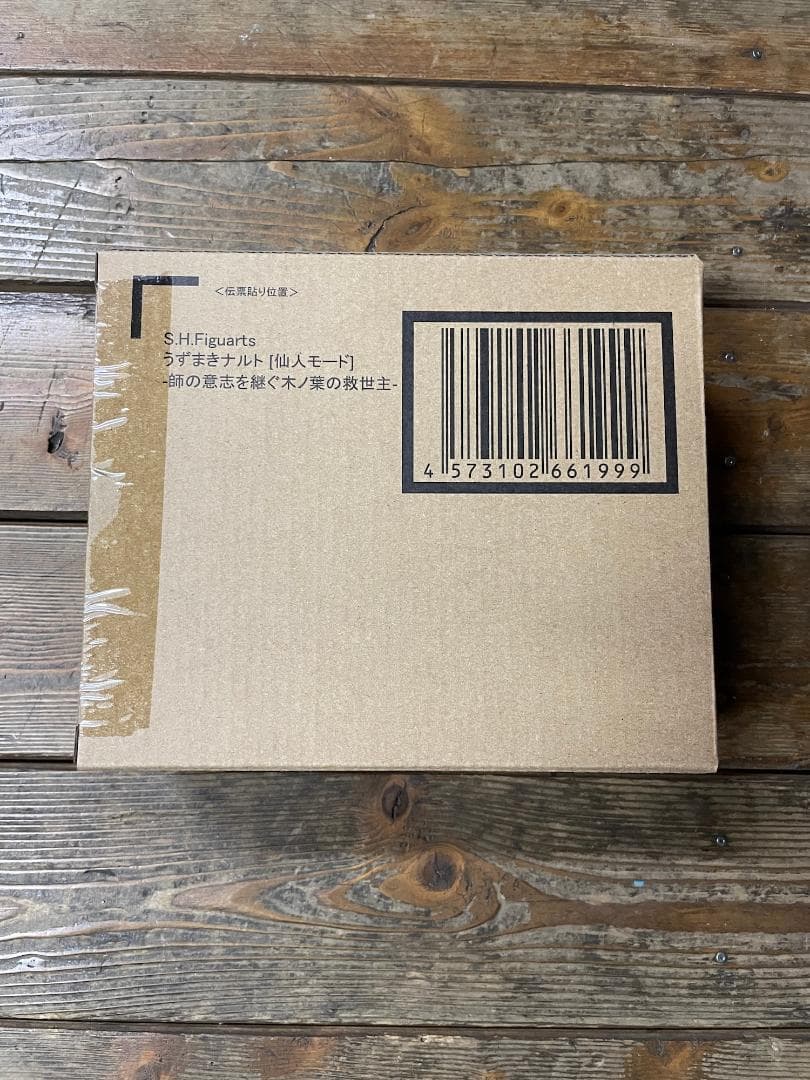 ＜伝票貼り位置＞
S.H.Figuarts
うずまきナルト [仙人モード]
-師の意志を継ぐ木ノ葉の救世主-
4 573102 661999